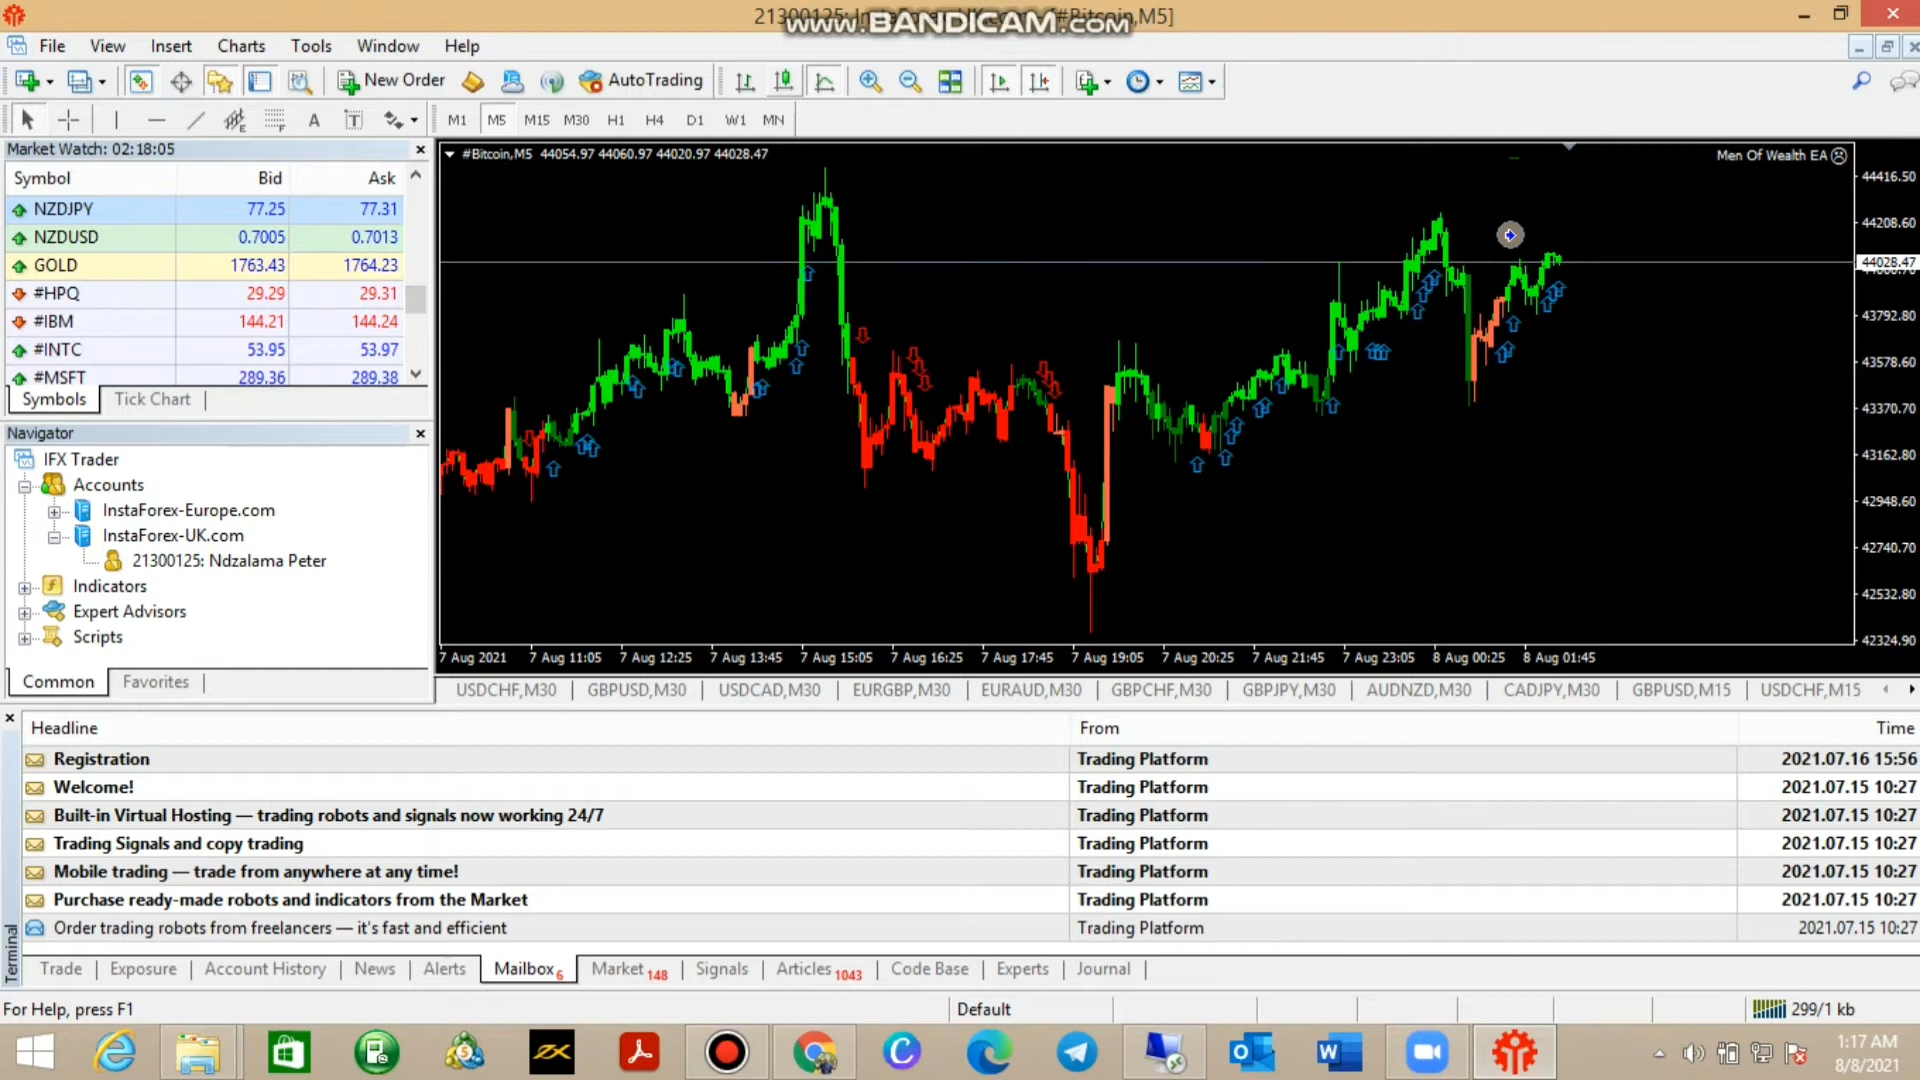 www.BANDICAM.com
File View Insert Charts Tools Window Help
New Order AutoTrading
A T M1 M5 M15 M30 H1 H4 D1 W1 MN
Market Watch: 02:18:05
Symbol Bid Ask
NZDJPY 77.25 77.31
NZDUSD 0.7005 0.7013
GOLD 1763.43 1764.23
#HPQ 29.29 29.31
#IBM 144.21 144.24
#INTC 53.95 53.97
#MSFT 289.36 289.38
Symbols Tick Chart
Navigator
IFX Trader
Accounts
InstaForex-Europe.com
InstaForex-UK.com
21300125: Ndzalama Peter
Indicators
Expert Advisors
Scripts
Common Favorites
#Bitcoin,M5 44054.97 44060.97 44020.97 44028.47
Men Of Wealth EA
44416.50
44208.60
44028.47
43792.80
43578.60
43370.70
43162.80
42948.60
42740.70
42532.80
42324.90
7 Aug 2021 7 Aug 11:05 7 Aug 12:25 7 Aug 13:45 7 Aug 15:05 7 Aug 16:25 7 Aug 17:45 7 Aug 19:05 7 Aug 20:25 7 Aug 21:45 7 Aug 23:05 8 Aug 00:25 8 Aug 01:45
USDCHF,M30 GBPUSD,M30 USDCAD,M30 EURGBP,M30 EURAUD,M30 GBPCHF,M30 GBPJPY,M30 AUDNZD,M30 CADJPY,M30 GBPUSD,M15 USDCHF,M15
Headline From Time
Registration Trading Platform 2021.07.16 15:56
Welcome! Trading Platform 2021.07.15 10:27
Built-in Virtual Hosting — trading robots and signals now working 24/7 Trading Platform 2021.07.15 10:27
Trading Signals and copy trading Trading Platform 2021.07.15 10:27
Mobile trading — trade from anywhere at any time! Trading Platform 2021.07.15 10:27
Purchase ready-made robots and indicators from the Market Trading Platform 2021.07.15 10:27
Order trading robots from freelancers — it's fast and efficient Trading Platform 2021.07.15 10:27
Terminal
Trade Exposure Account History News Alerts Mailbox 6 Market 148 Signals Articles 1043 Code Base Experts Journal
For Help, press F1 Default 299/1 kb
1:17 AM
8/8/2021